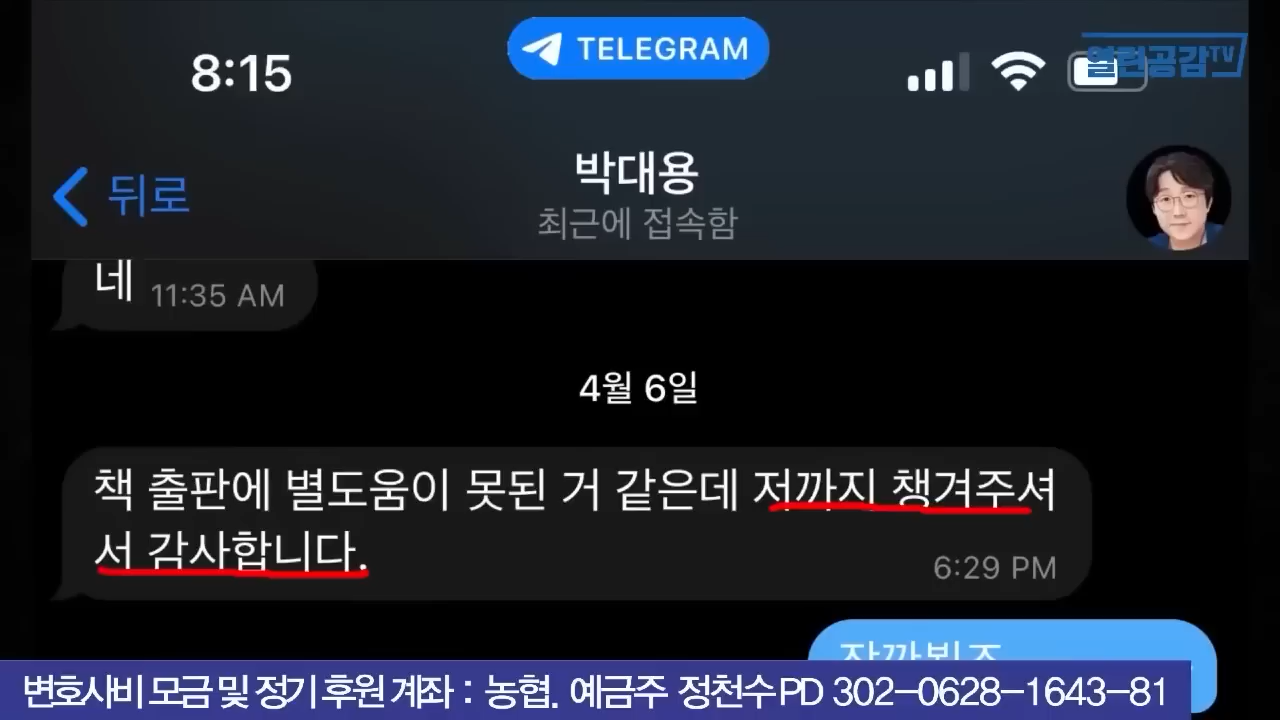 8:15
TELEGRAM
열린공감TV
뒤로
박대용
최근에 접속함
네 11:35 AM
4월 6일
책 출판에 별도움이 못된 거 같은데 저까지 챙겨주셔
서 감사합니다.
6:29 PM
변호사비 모금 및 정기 후원 계좌 : 농협. 예금주 정천수PD 302-0628-1643-81